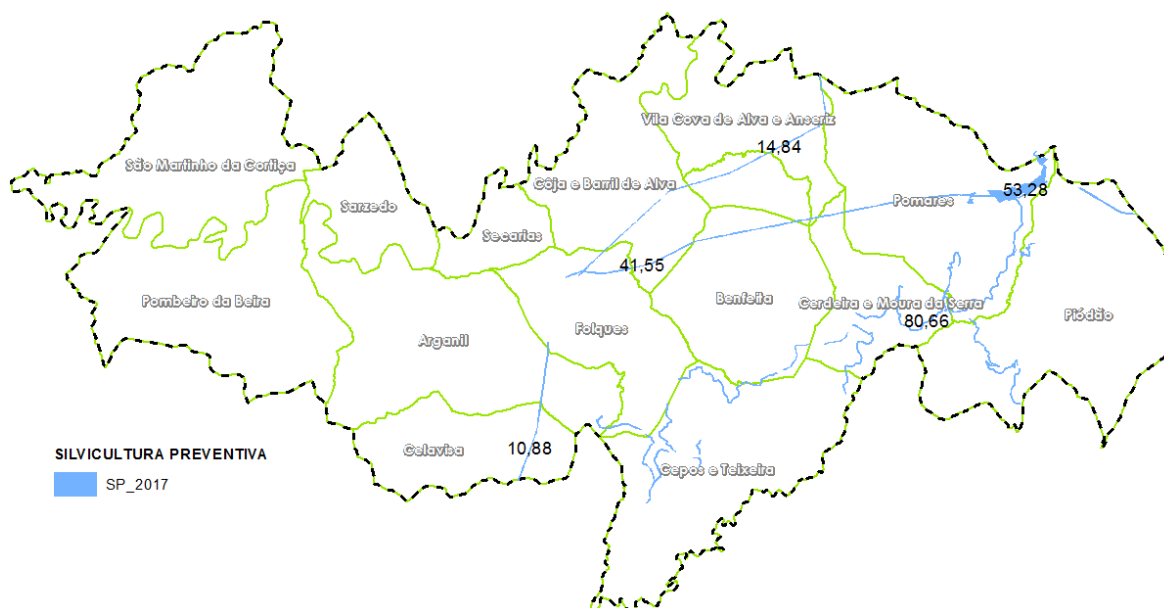 Vila Cova de Alva e Anseriz
14,84
São Martinho da Cortiça
Côja e Barril de Alva
53,28
Pomares
Sarzedo
Secarias
41,55
Pombeiro da Beira
Benfeita
Cerdeira e Moura da Serra
Piódão
80,66
Folques
Arganil
Celavisa
10,88
Cepos e Teixeira
SILVICULTURA PREVENTIVA
SP_2017